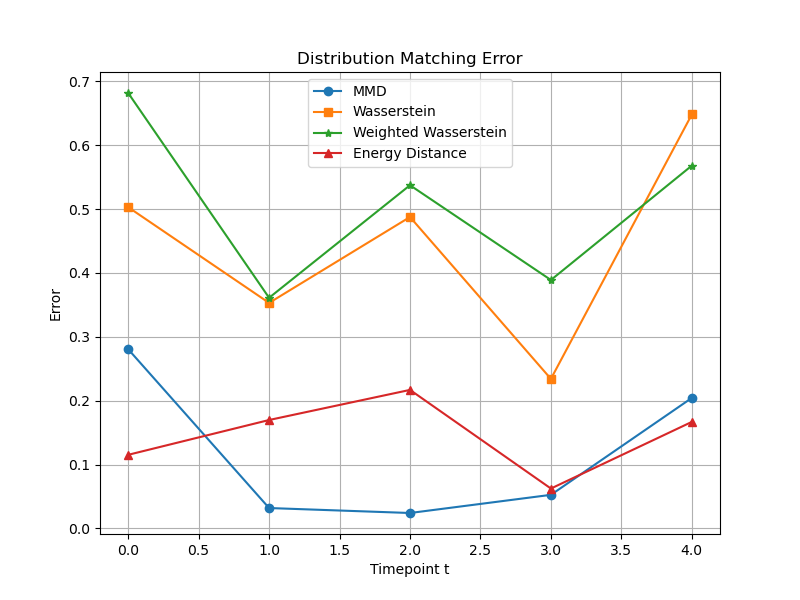 Distribution Matching Error
MMD
Wasserstein
Weighted Wasserstein
Energy Distance
0.7
0.6
0.5
0.4
0.3
0.2
0.1
0.0
Error
0.0 0.5 1.0 1.5 2.0 2.5 3.0 3.5 4.0
Timepoint t